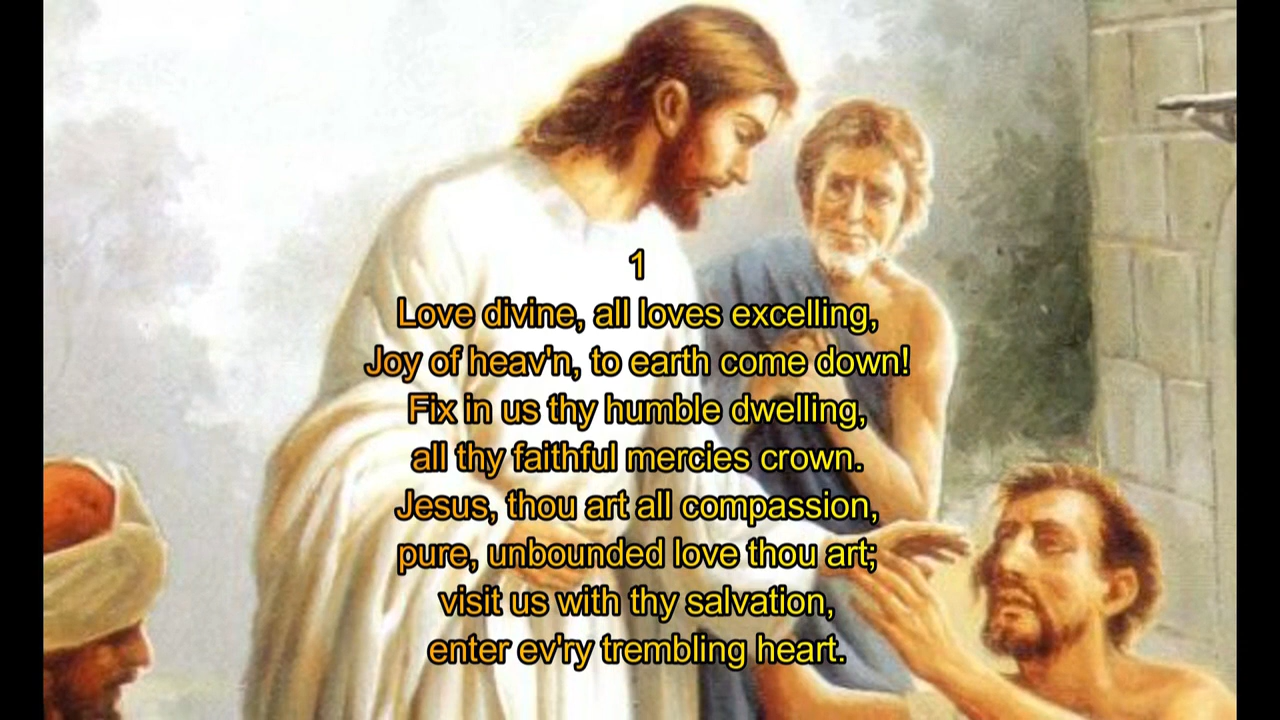 1
Love divine, all loves excelling,
Joy of heav'n, to earth come down!
Fix in us thy humble dwelling,
all thy faithful mercies crown.
Jesus, thou art all compassion,
pure, unbounded love thou art;
visit us with thy salvation,
enter ev'ry trembling heart.